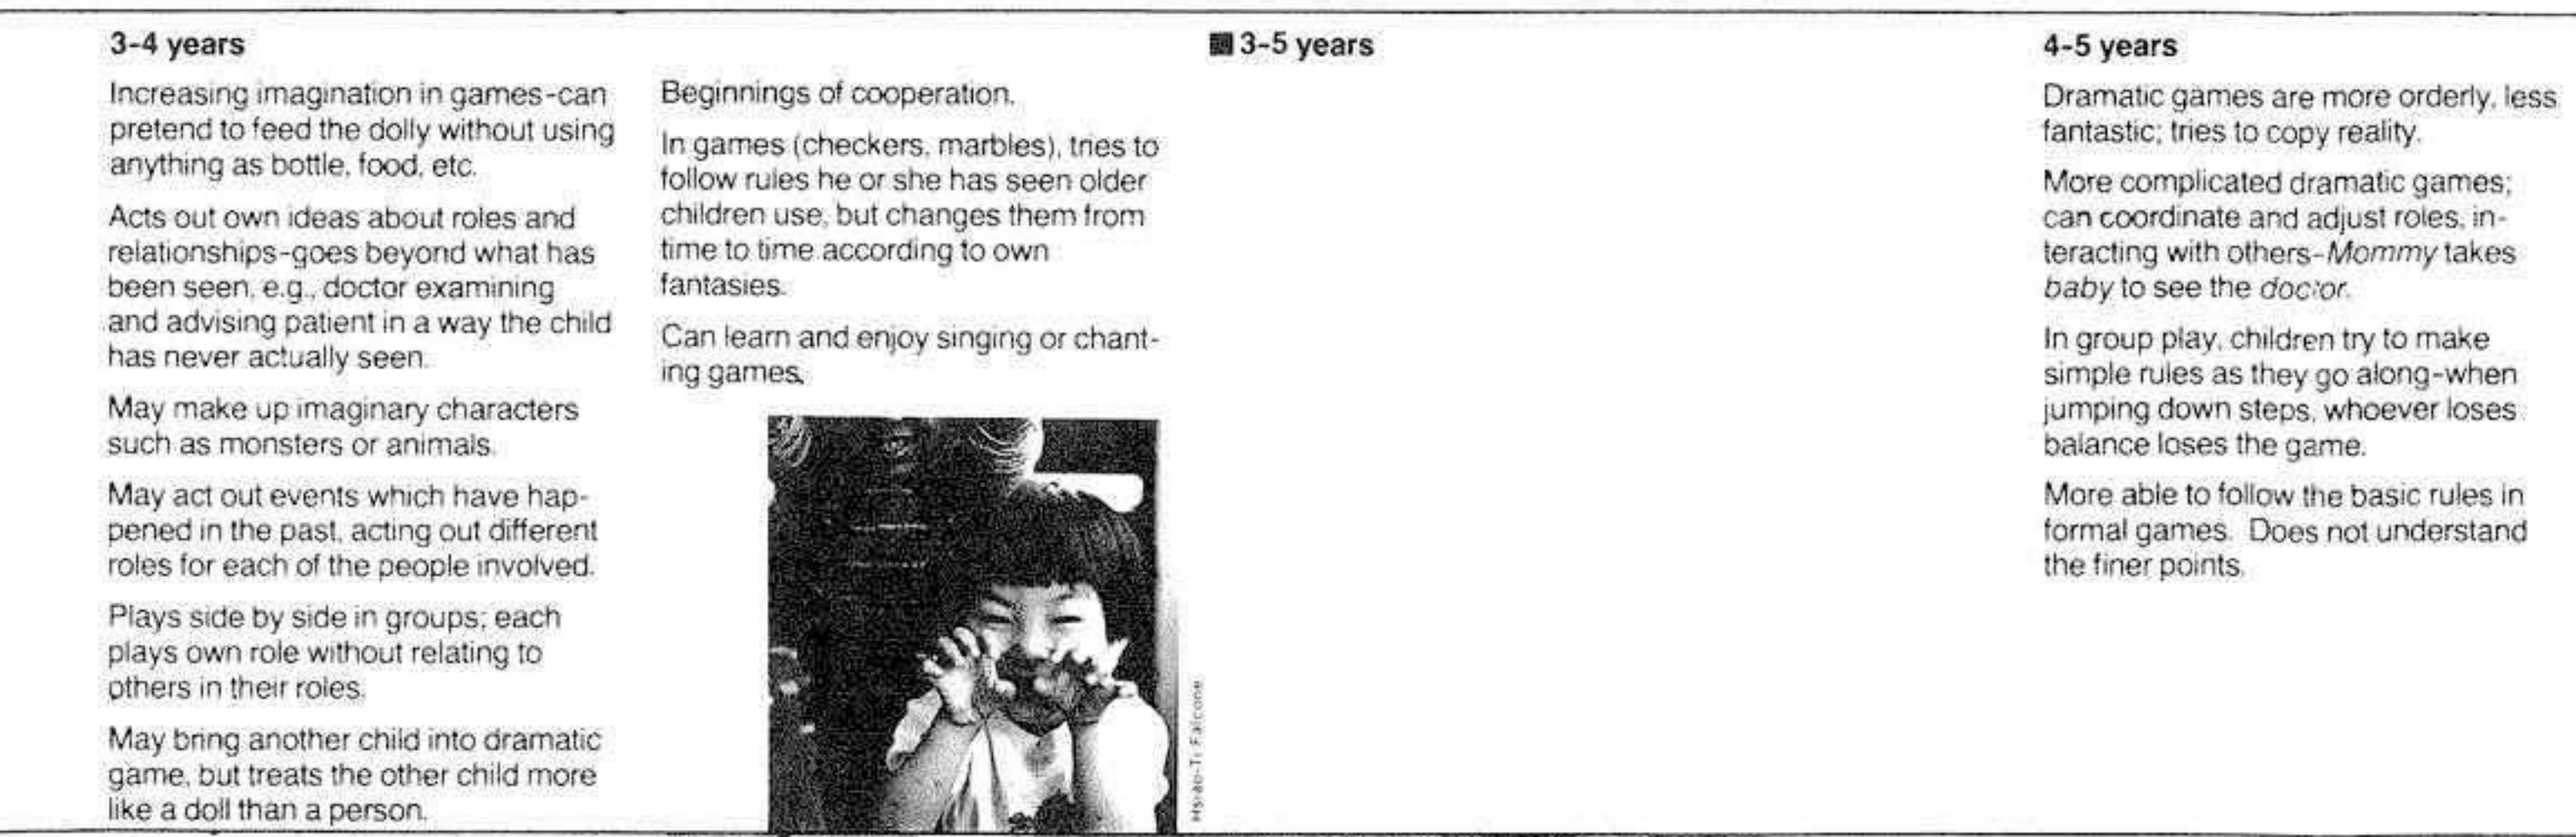 3-4 years
Increasing imagination in games-can
pretend to feed the dolly without using
anything as bottle, food, etc.
Acts out own ideas about roles and
relationships-goes beyond what has
been seen, e.g., doctor examining
and advising patient in a way the child
has never actually seen.
May make up imaginary characters
such as monsters or animals.
May act out events which have hap-
pened in the past, acting out different
roles for each of the people involved.
Plays side by side in groups; each
plays own role without relating to
others in their roles.
May bring another child into dramatic
game, but treats the other child more
like a doll than a person.
Beginnings of cooperation.
In games (checkers, marbles), tries to
follow rules he or she has seen older
children use, but changes them from
time to time according to own
fantasies.
Can learn and enjoy singing or chant-
ing games.
Hsiao-Ti Falcone
3-5 years
4-5 years
Dramatic games are more orderly, less
fantastic; tries to copy reality.
More complicated dramatic games;
can coordinate and adjust roles, in-
teracting with others-Mommy takes
baby to see the doctor.
In group play, children try to make
simple rules as they go along-when
jumping down steps, whoever loses
balance loses the game.
More able to follow the basic rules in
formal games. Does not understand
the finer points.